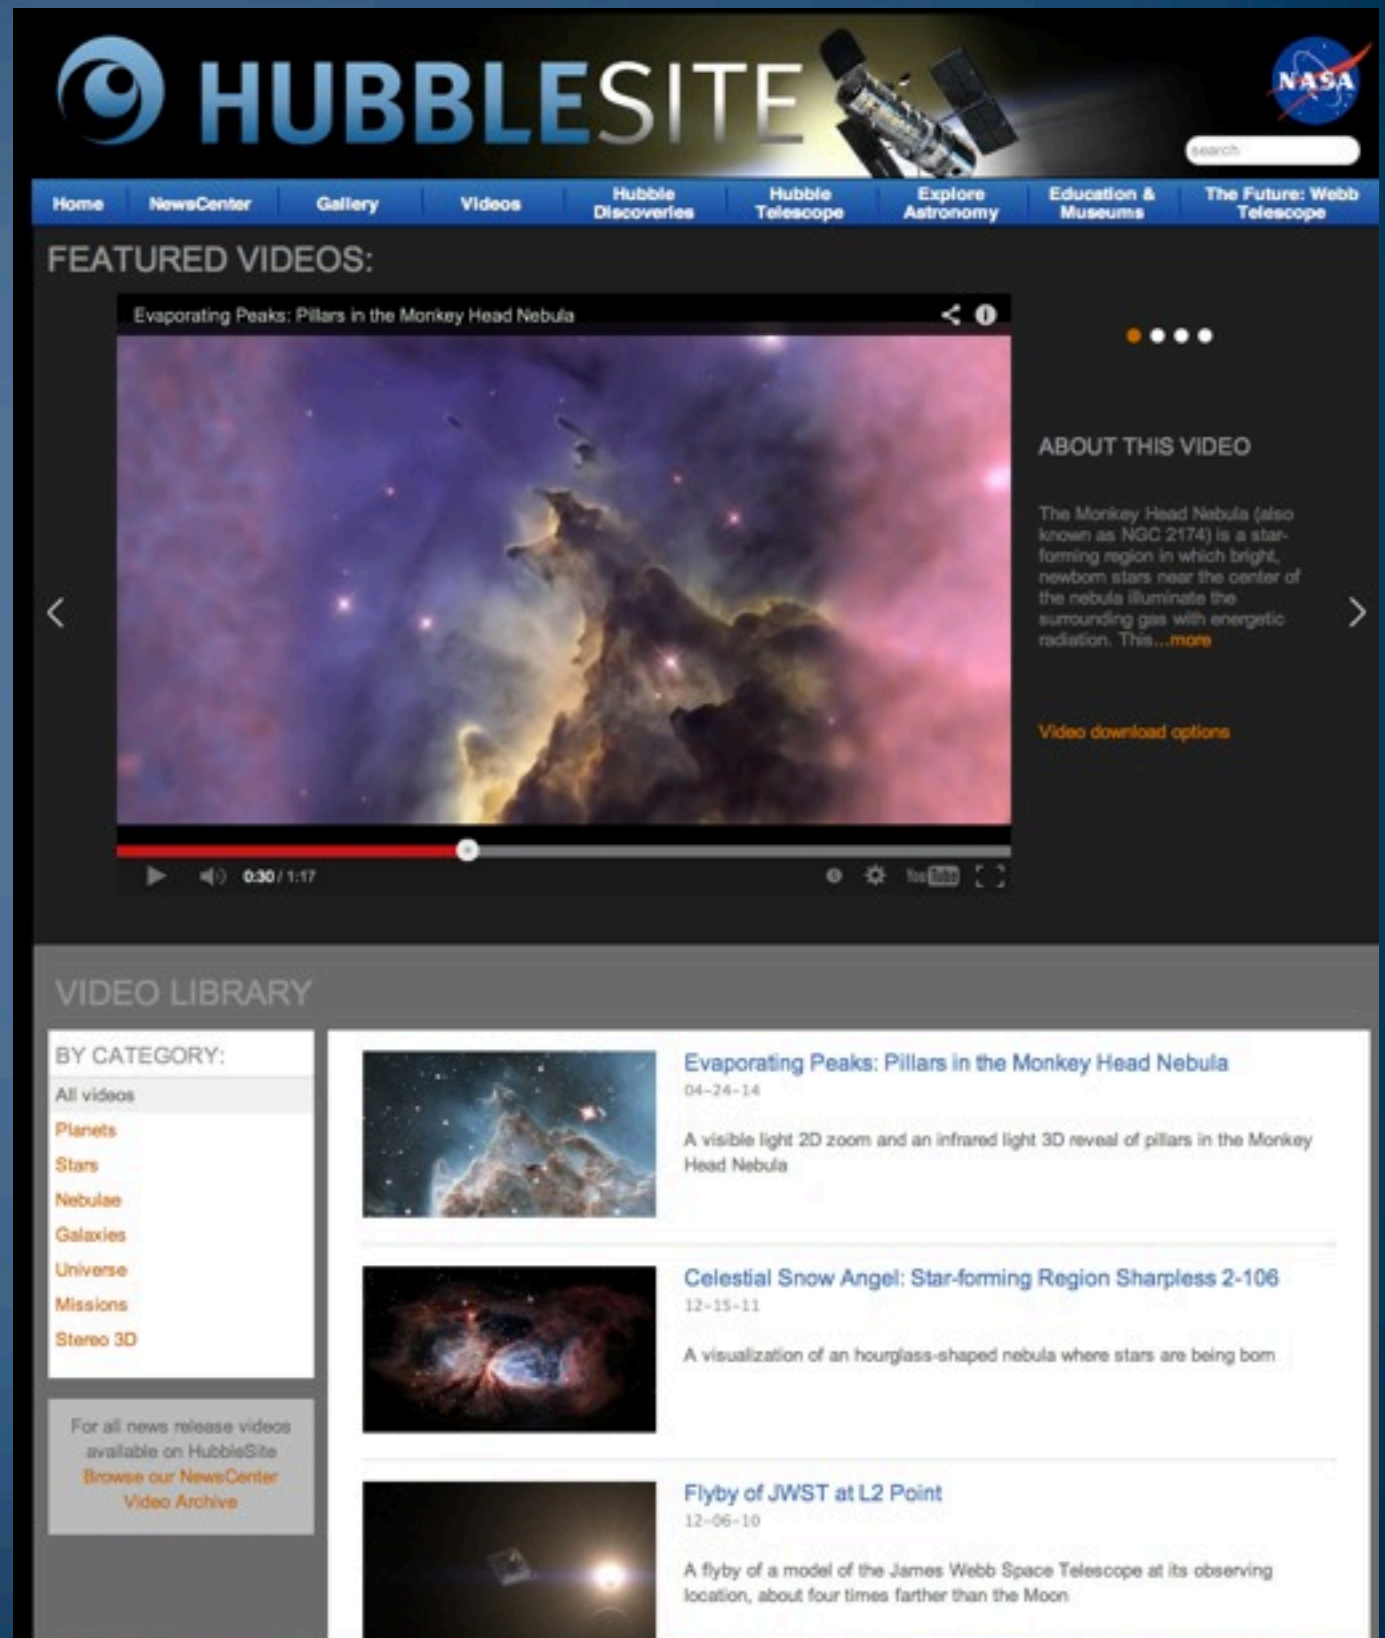 HUBBLESITE
NASA
search
Home
NewsCenter
Gallery
Videos
Hubble
Discoveries
Hubble
Telescope
Explore
Astronomy
Education &
Museums
The Future: Webb
Telescope
FEATURED VIDEOS:
Evaporating Peaks: Pillars in the Monkey Head Nebula
ABOUT THIS VIDEO
The Monkey Head Nebula (also
known as NGC 2174) is a star-
forming region in which bright,
newborn stars near the center of
the nebula illuminate the
surrounding gas with energetic
radiation. This...more
Video download options
0:30 / 1:17
YouTube
VIDEO LIBRARY
BY CATEGORY:
All videos
Planets
Stars
Nebulae
Galaxies
Universe
Missions
Stereo 3D
For all news release videos
available on HubbleSite
Browse our NewsCenter
Video Archive
Evaporating Peaks: Pillars in the Monkey Head Nebula
04-24-14
A visible light 2D zoom and an infrared light 3D reveal of pillars in the Monkey
Head Nebula
Celestial Snow Angel: Star-forming Region Sharpless 2-106
12-15-11
A visualization of an hourglass-shaped nebula where stars are being born
Flyby of JWST at L2 Point
12-06-10
A flyby of a model of the James Webb Space Telescope at its observing
location, about four times farther than the Moon